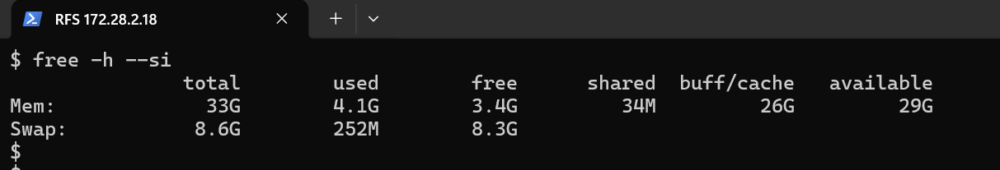 RFS 172.28.2.18
$ free -h --si
total used free shared buff/cache available
Mem: 33G 4.1G 3.4G 34M 26G 29G
Swap: 8.6G 252M 8.3G
$